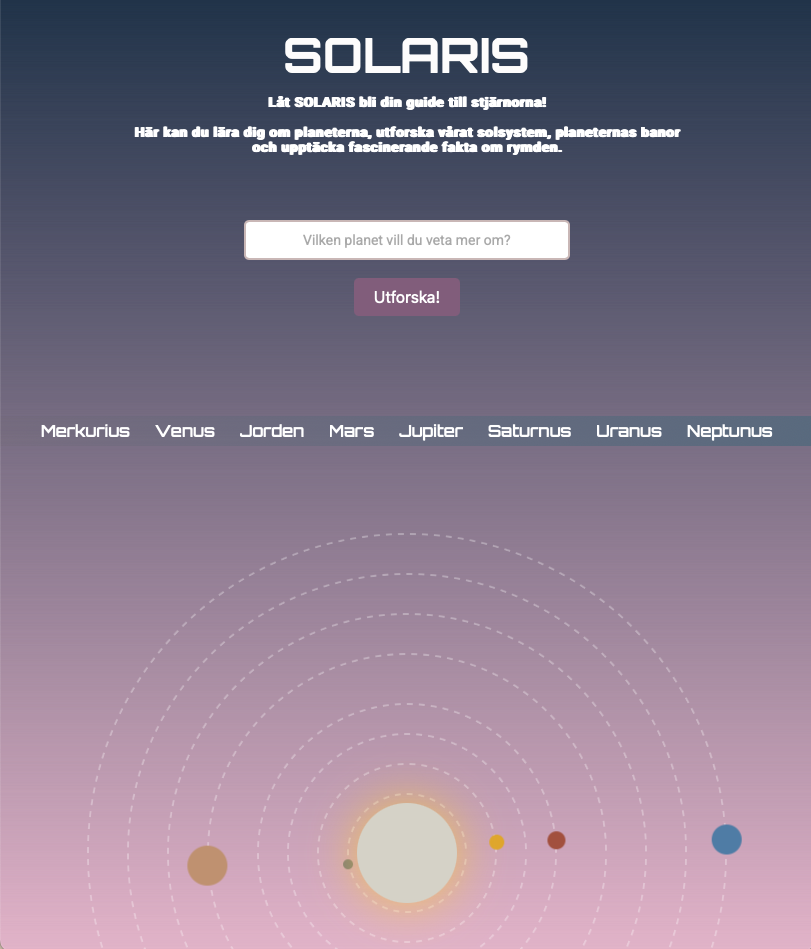 SOLARIS
Låt SOLARIS bli din guide till stjärnorna!
Här kan du lära dig om planeterna, utforska vårat solsystem, planeternas banor
och upptäcka fascinerande fakta om rymden.
Vilken planet vill du veta mer om?
Utforska!
Merkurius Venus Jorden Mars Jupiter Saturnus Uranus Neptunus